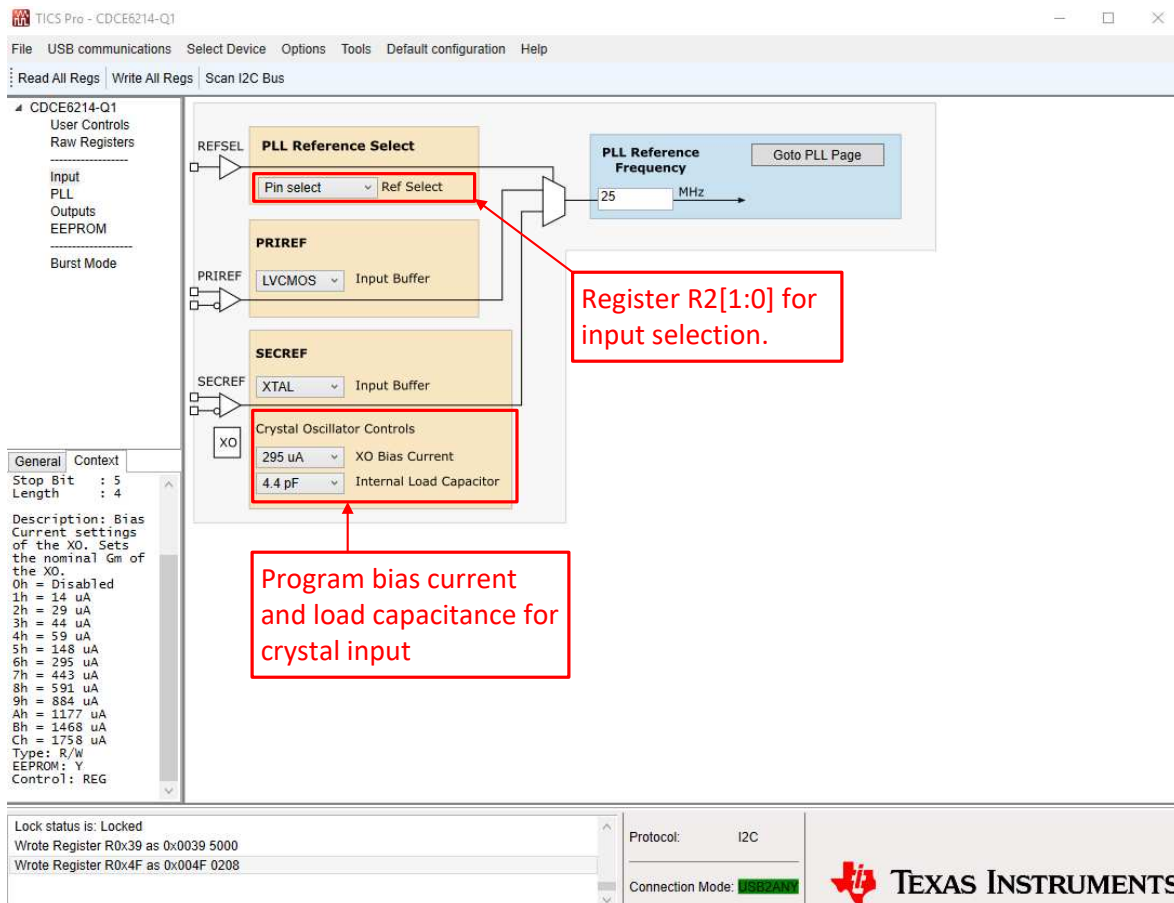 TICS Pro - CDCE6214-Q1
File USB communications Select Device Options Tools Default configuration Help
Read All Regs Write All Regs Scan I2C Bus
CDCE6214-Q1
User Controls
Raw Registers
------------------
Input
PLL
Outputs
EEPROM
-------------------
Burst Mode
REFSEL
PLL Reference Select
Pin select Ref Select
PLL Reference
Frequency
Goto PLL Page
25 MHz
PRIREF
PRIREF
LVCMOS Input Buffer
Register R2[1:0] for
input selection.
SECREF
SECREF
XTAL Input Buffer
XO
Crystal Oscillator Controls
295 uA XO Bias Current
4.4 pF Internal Load Capacitor
Program bias current
and load capacitance for
crystal input
General Context
Stop Bit : 5
Length : 4
Description: Bias
Current settings
of the XO. Sets
the nominal Gm of
the XO.
0h = Disabled
1h = 14 uA
2h = 29 uA
3h = 44 uA
4h = 59 uA
5h = 148 uA
6h = 295 uA
7h = 443 uA
8h = 591 uA
9h = 884 uA
Ah = 1177 uA
Bh = 1468 uA
Ch = 1758 uA
Type: R/W
EEPROM: Y
Control: REG
Lock status is: Locked
Wrote Register R0x39 as 0x0039 5000
Wrote Register R0x4F as 0x004F 0208
Protocol: I2C
Connection Mode: USB2ANY
TEXAS INSTRUMENTS